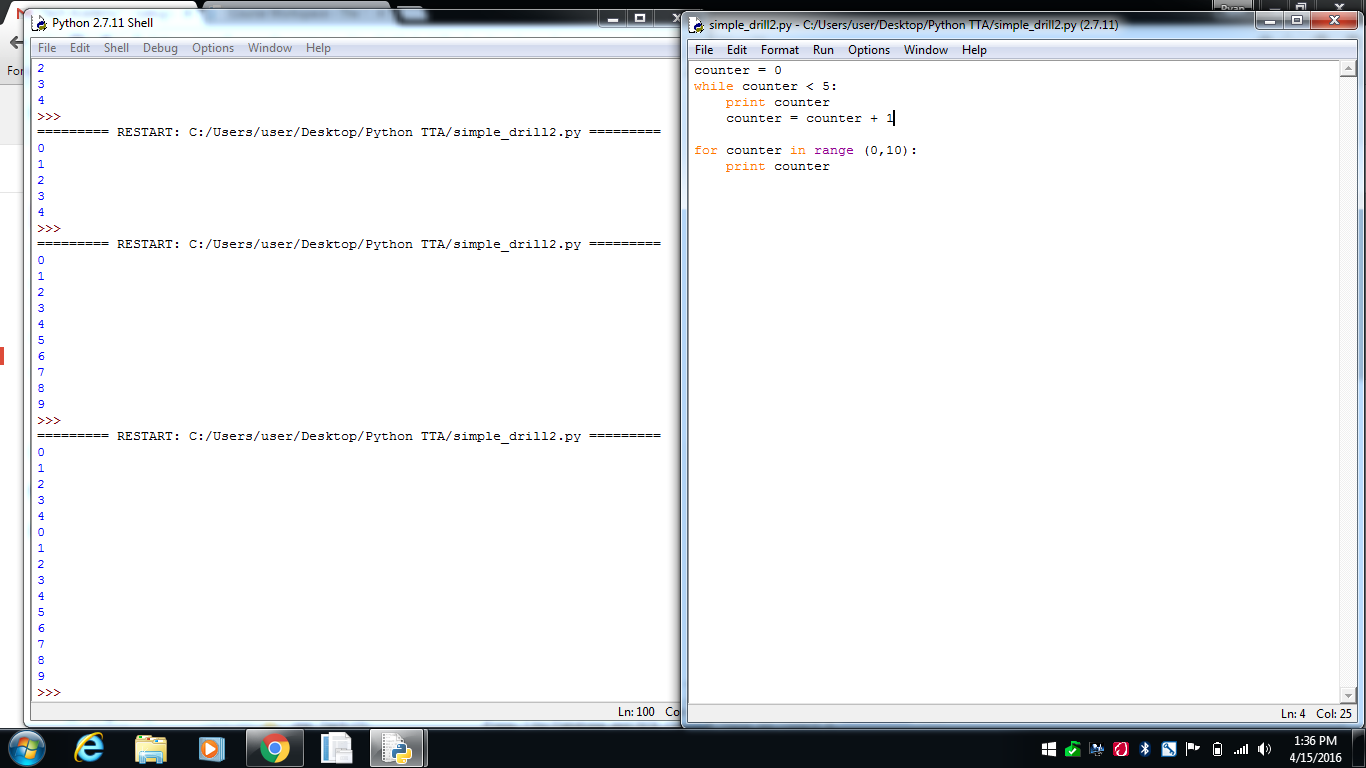 Python 2.7.11 Shell
File Edit Shell Debug Options Window Help
2
3
4
>>>
========= RESTART: C:/Users/user/Desktop/Python TTA/simple_drill2.py =========
0
1
2
3
4
>>>
========= RESTART: C:/Users/user/Desktop/Python TTA/simple_drill2.py =========
0
1
2
3
4
5
6
7
8
9
>>>
========= RESTART: C:/Users/user/Desktop/Python TTA/simple_drill2.py =========
0
1
2
3
4
0
1
2
3
4
5
6
7
8
9
>>>
Ln: 100 Co
simple_drill2.py - C:/Users/user/Desktop/Python TTA/simple_drill2.py (2.7.11)
File Edit Format Run Options Window Help
counter = 0
while counter < 5:
    print counter
    counter = counter + 1
for counter in range (0,10):
    print counter
Ln: 4 Col: 25
For
Ryan
1:36 PM
4/15/2016